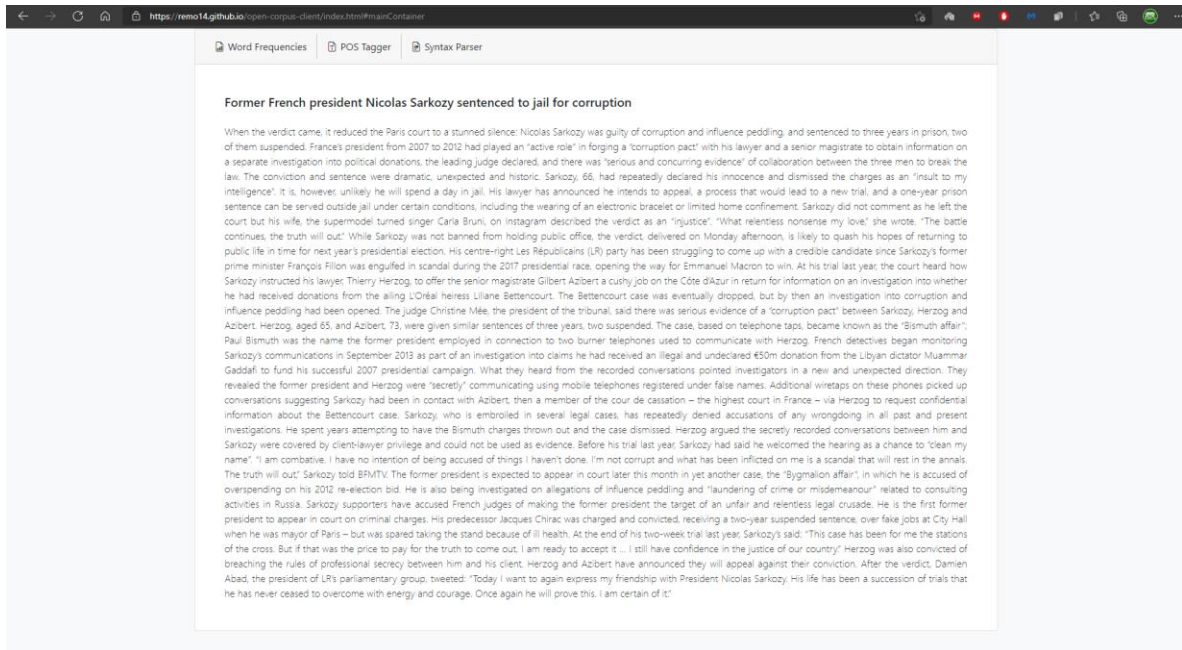 https://remo14.github.io/open-corpus-client/index.html#mainContainer
Word Frequencies POS Tagger Syntax Parser
Former French president Nicolas Sarkozy sentenced to jail for corruption
When the verdict came, it reduced the Paris court to a stunned silence: Nicolas Sarkozy was guilty of corruption and influence peddling, and sentenced to three years in prison, two
of them suspended. France's president from 2007 to 2012 had played an "active role" in forging a "corruption pact" with his lawyer and a senior magistrate to obtain information on
a separate investigation into political donations, the leading judge declared, and there was "serious and concurring evidence" of collaboration between the three men to break the
law. The conviction and sentence were dramatic, unexpected and historic. Sarkozy, 66, had repeatedly declared his innocence and dismissed the charges as an "insult to my
intelligence". It is, however, unlikely he will spend a day in jail. His lawyer has announced he intends to appeal, a process that would lead to a new trial, and a one-year prison
sentence can be served outside jail under certain conditions, including the wearing of an electronic bracelet or limited home confinement. Sarkozy did not comment as he left the
court but his wife, the supermodel turned singer Carla Bruni, on Instagram described the verdict as an "injustice". "What relentless nonsense my love," she wrote. "The battle
continues, the truth will out." While Sarkozy was not banned from holding public office, the verdict, delivered on Monday afternoon, is likely to quash his hopes of returning to
public life in time for next year's presidential election. His centre-right Les Républicains (LR) party has been struggling to come up with a credible candidate since Sarkozy's former
prime minister François Fillon was engulfed in scandal during the 2017 presidential race, opening the way for Emmanuel Macron to win. At his trial last year, the court heard how
Sarkozy instructed his lawyer, Thierry Herzog, to offer the senior magistrate Gilbert Azibert a cushy job on the Côte d'Azur in return for information on an investigation into whether
he had received donations from the ailing L'Oréal heiress Liliane Bettencourt. The Bettencourt case was eventually dropped, but by then an investigation into corruption and
influence peddling had been opened. The judge Christine Mée, the president of the tribunal, said there was serious evidence of a "corruption pact" between Sarkozy, Herzog and
Azibert. Herzog, aged 65, and Azibert, 73, were given similar sentences of three years, two suspended. The case, based on telephone taps, became known as the "Bismuth affair";
Paul Bismuth was the name the former president employed in connection to two burner telephones used to communicate with Herzog. French detectives began monitoring
Sarkozy's communications in September 2013 as part of an investigation into claims he had received an illegal and undeclared €50m donation from the Libyan dictator Muammar
Gaddafi to fund his successful 2007 presidential campaign. What they heard from the recorded conversations pointed investigators in a new and unexpected direction. They
revealed the former president and Herzog were "secretly" communicating using mobile telephones registered under false names. Additional wiretaps on these phones picked up
conversations suggesting Sarkozy had been in contact with Azibert, then a member of the cour de cassation – the highest court in France – via Herzog to request confidential
information about the Bettencourt case. Sarkozy, who is embroiled in several legal cases, has repeatedly denied accusations of any wrongdoing in all past and present
investigations. He spent years attempting to have the Bismuth charges thrown out and the case dismissed. Herzog argued the secretly recorded conversations between him and
Sarkozy were covered by client-lawyer privilege and could not be used as evidence. Before his trial last year, Sarkozy had said he welcomed the hearing as a chance to "clean my
name". "I am combative. I have no intention of being accused of things I haven't done. I'm not corrupt and what has been inflicted on me is a scandal that will rest in the annals.
The truth will out," Sarkozy told BFMTV. The former president is expected to appear in court later this month in yet another case, the "Bygmalion affair", in which he is accused of
overspending on his 2012 re-election bid. He is also being investigated on allegations of influence peddling and "laundering of crime or misdemeanour" related to consulting
activities in Russia. Sarkozy supporters have accused French judges of making the former president the target of an unfair and relentless legal crusade. He is the first former
president to appear in court on criminal charges. His predecessor Jacques Chirac was charged and convicted, receiving a two-year suspended sentence, over fake jobs at City Hall
when he was mayor of Paris – but was spared taking the stand because of ill health. At the end of his two-week trial last year, Sarkozy's said: "This case has been for me the stations
of the cross. But if that was the price to pay for the truth to come out, I am ready to accept it ... I still have confidence in the justice of our country." Herzog was also convicted of
breaching the rules of professional secrecy between him and his client. Herzog and Azibert have announced they will appeal against their conviction. After the verdict, Damien
Abad, the president of LR's parliamentary group, tweeted: "Today I want to again express my friendship with President Nicolas Sarkozy. His life has been a succession of trials that
he has never ceased to overcome with energy and courage. Once again he will prove this. I am certain of it."